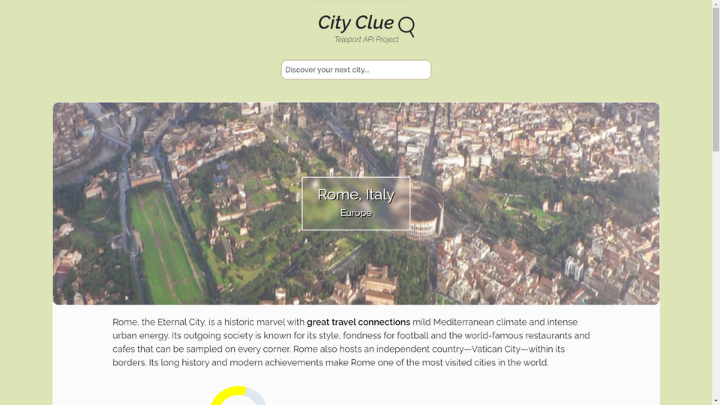 City Clue
Teleport API Project
Discover your next city...
Rome, Italy
Europe
Rome, the Eternal City, is a historic marvel with great travel connections mild Mediterranean climate and intense
urban energy. Its outgoing society is known for its style, fondness for football and the world-famous restaurants and
cafes that can be sampled on every corner. Rome also hosts an independent country—Vatican City—within its
borders. Its long history and modern achievements make Rome one of the most visited cities in the world.